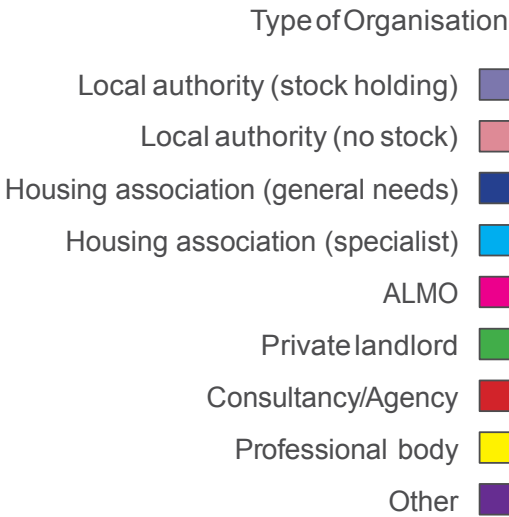 Type of Organisation
Local authority (stock holding)
Local authority (no stock)
Housing association (general needs)
Housing association (specialist)
ALMO
Private landlord
Consultancy/Agency
Professional body
Other